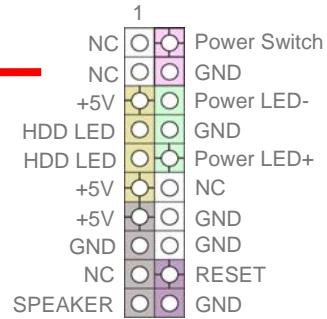 1
NC Power Switch
NC GND
+5V Power LED-
HDD LED GND
HDD LED Power LED+
+5V NC
+5V GND
GND GND
NC RESET
SPEAKER GND